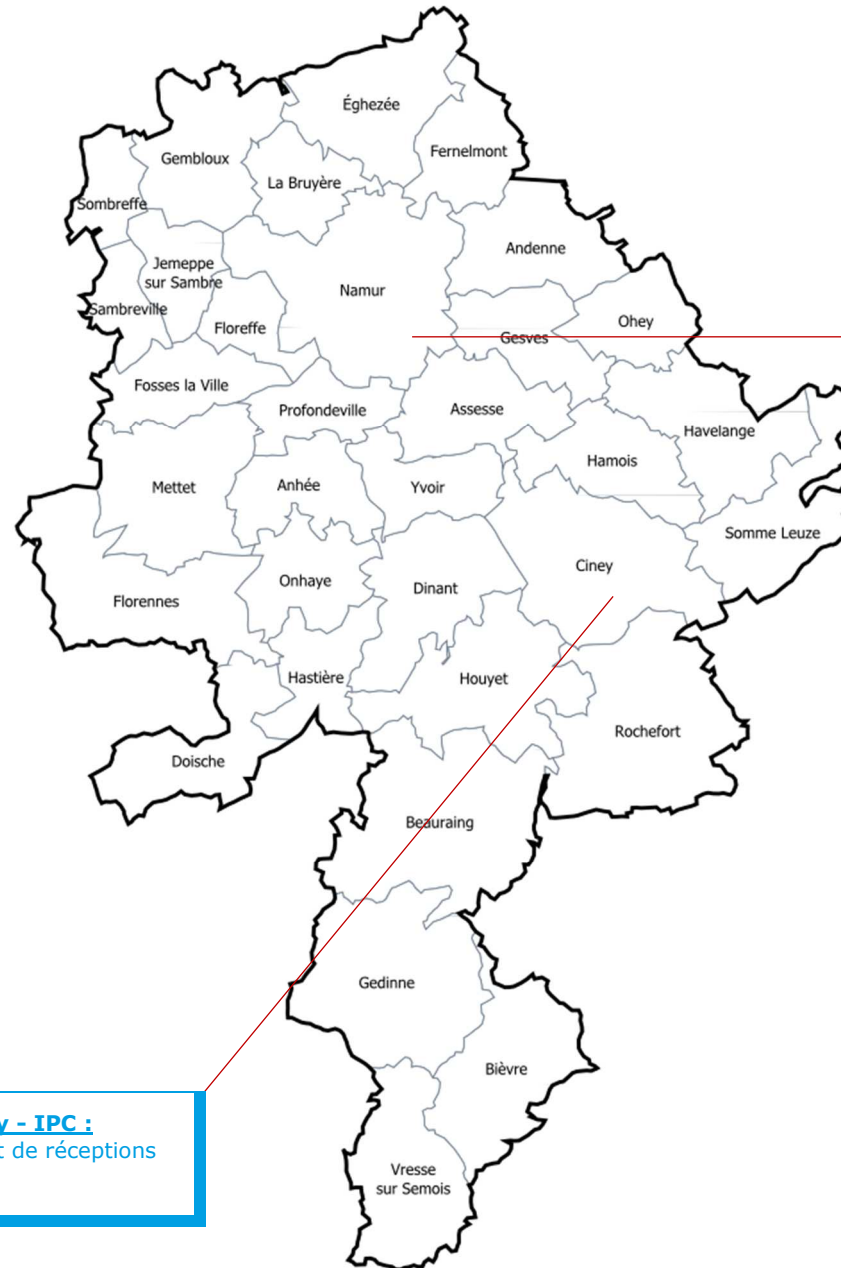 Éghezée
Gembloux
Fernelmont
La Bruyère
Sombreffe
Andenne
Jemeppe
sur Sambre
Namur
Sambreville
Floreffe
Ohey
Gesves
Fosses la Ville
Profondeville
Assesse
Havelange
Hamois
Mettet
Anhée
Yvoir
Somme Leuze
Ciney
Onhaye
Dinant
Florennes
Hastière
Houyet
Rochefort
Doische
Beauraing
Gedinne
Bièvre
Vresse
sur Semois
- IPC :
de réceptions